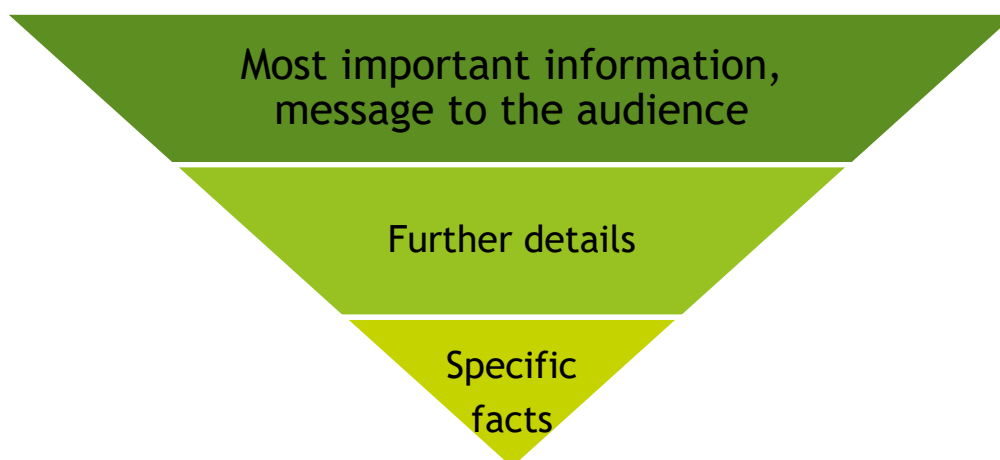 Most important information,
message to the audience
Further details
Specific
facts